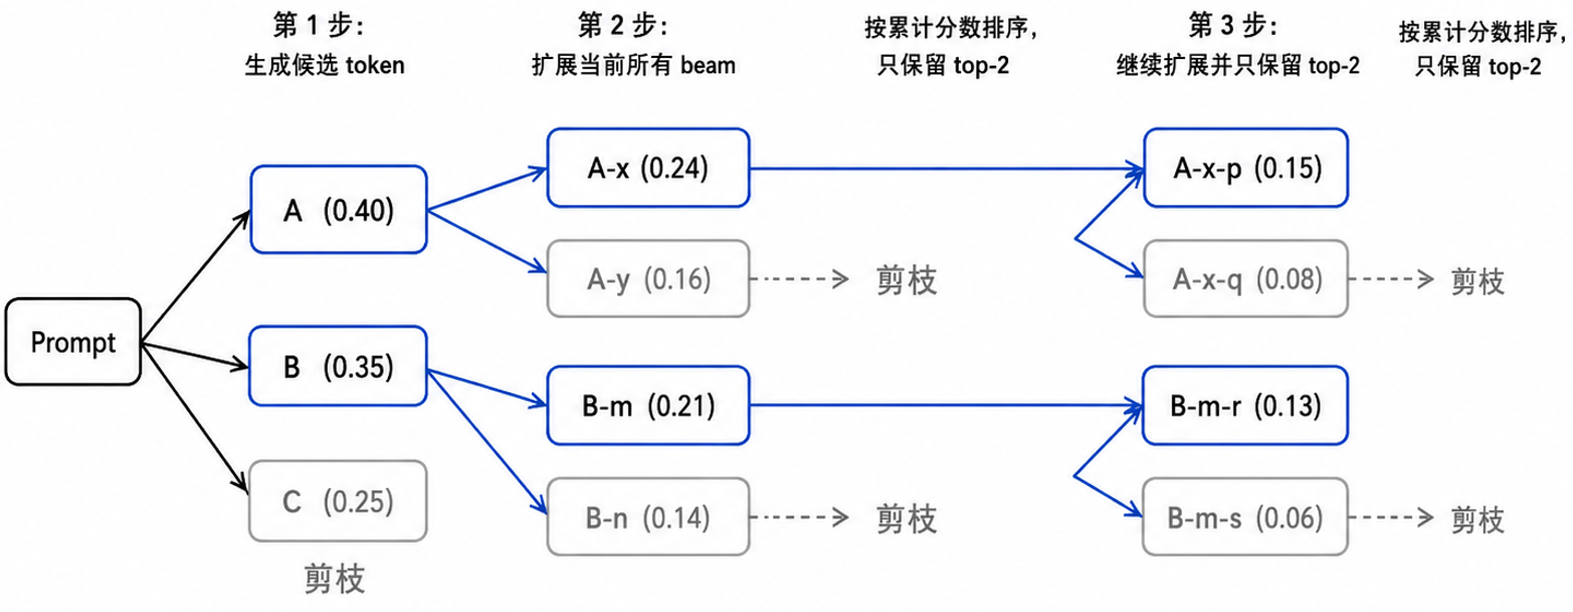 第 1 步：
生成候选 token
第 2 步：
扩展当前所有 beam
按累计分数排序，
只保留 top-2
第 3 步：
继续扩展并只保留 top-2
按累计分数排序，
只保留 top-2
Prompt
A (0.40)
B (0.35)
C (0.25)
剪枝
A-x (0.24)
A-y (0.16)
剪枝
B-m (0.21)
B-n (0.14)
剪枝
A-x-p (0.15)
A-x-q (0.08)
剪枝
B-m-r (0.13)
B-m-s (0.06)
剪枝